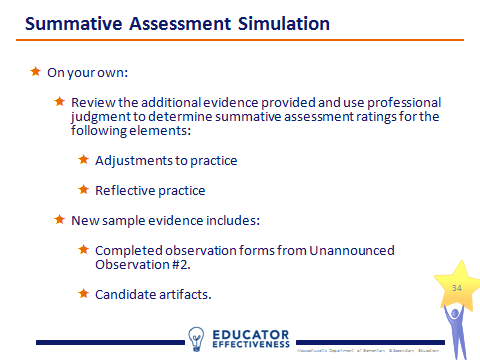 Summative Assessment Simulation
On your own:
Review the additional evidence provided and use professional
judgment to determine summative assessment ratings for the
following elements:
Adjustments to practice
Reflective practice
New sample evidence includes:
Completed observation forms from Unannounced
Observation #2.
Candidate artifacts.
34
EDUCATOR
EFFECTIVENESS
Massachusetts Department of Elementary & Secondary Education